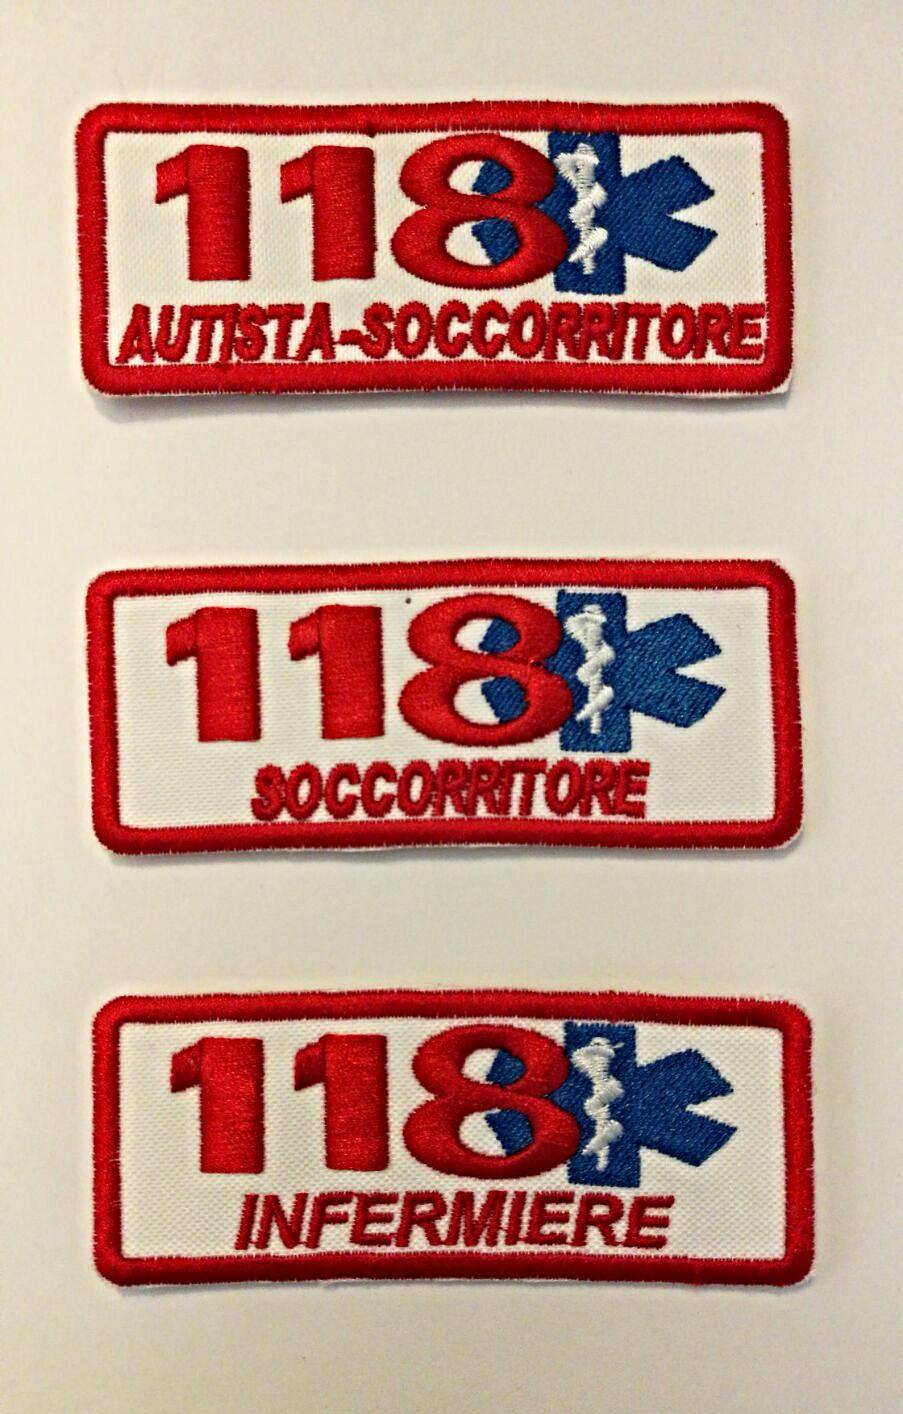 118
AUTISTA-SOCCORRITORE
118
SOCCORRITORE
118
INFERMIERE